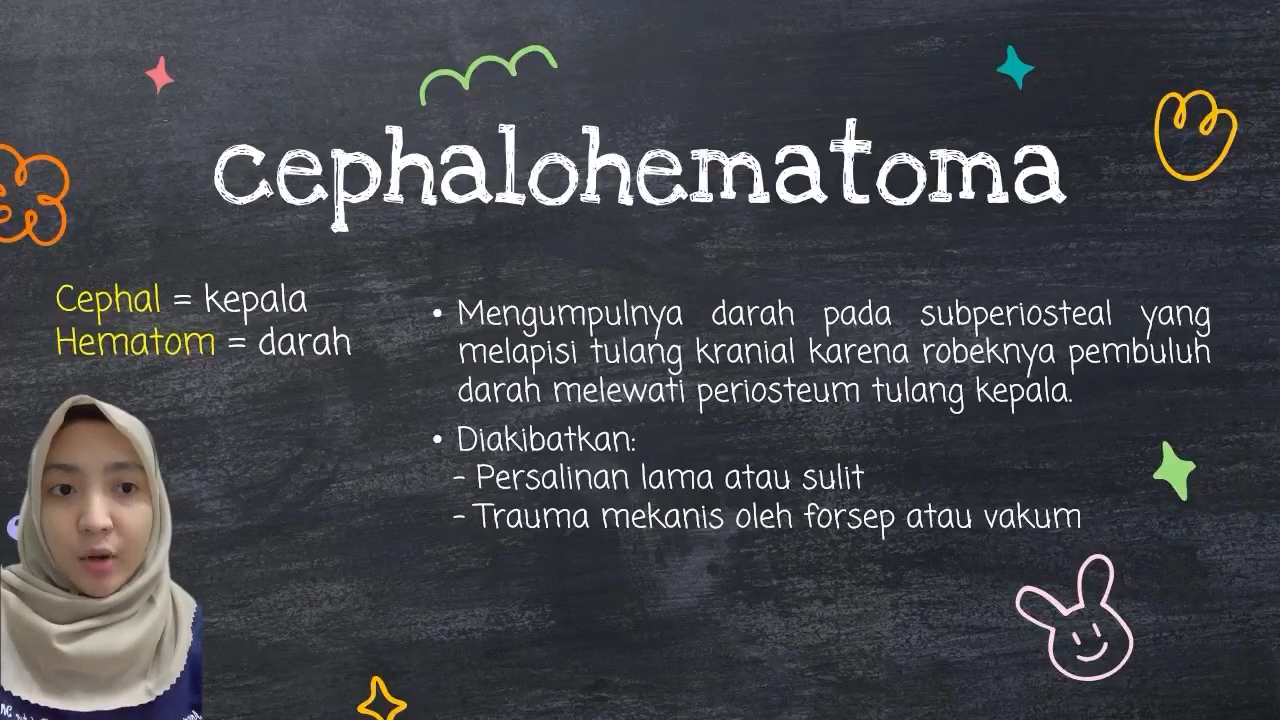 cephalohematoma
Cephal = kepala
Hematom = darah
• Mengumpulnya darah pada subperiosteal yang
melapisi tulang kranial karena robeknya pembuluh
darah melewati periosteum tulang kepala.
• Diakibatkan:
- Persalinan lama atau sulit
- Trauma mekanis oleh forsep atau vakum